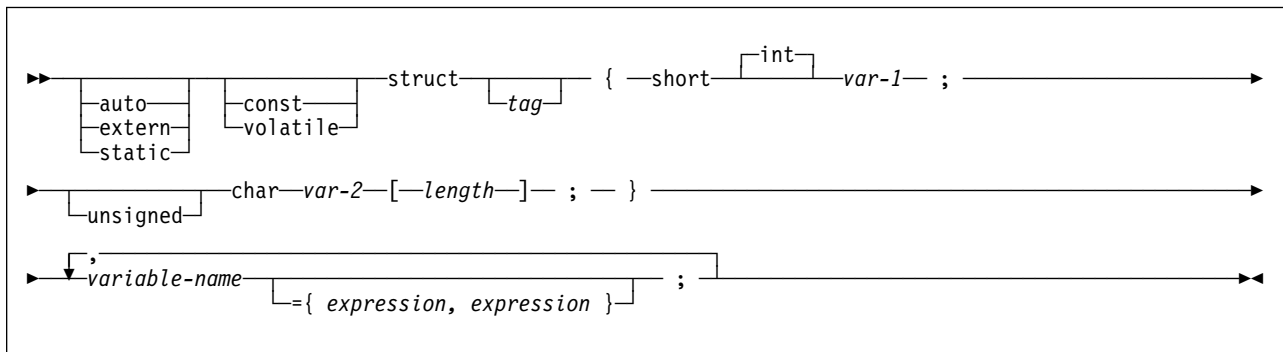 struct { short int var-1 ;
auto const tag
extern volatile
static
char var-2 [ length ] ; }
unsigned
,
variable-name ;
={ expression, expression }